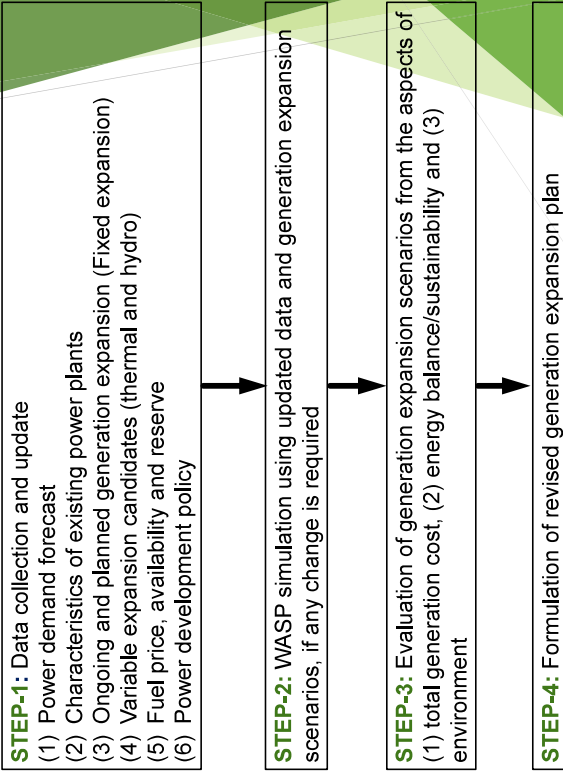 STEP-1: Data collection and update
(1) Power demand forecast
(2) Characteristics of existing power plants
(3) Ongoing and planned generation expansion (Fixed expansion)
(4) Variable expansion candidates (thermal and hydro)
(5) Fuel price, availability and reserve
(6) Power development policy
STEP-2: WASP simulation using updated data and generation expansion
scenarios, if any change is required
STEP-3: Evaluation of generation expansion scenarios from the aspects of
(1) total generation cost, (2) energy balance/sustainability and (3)
environment
STEP-4: Formulation of revised generation expansion plan